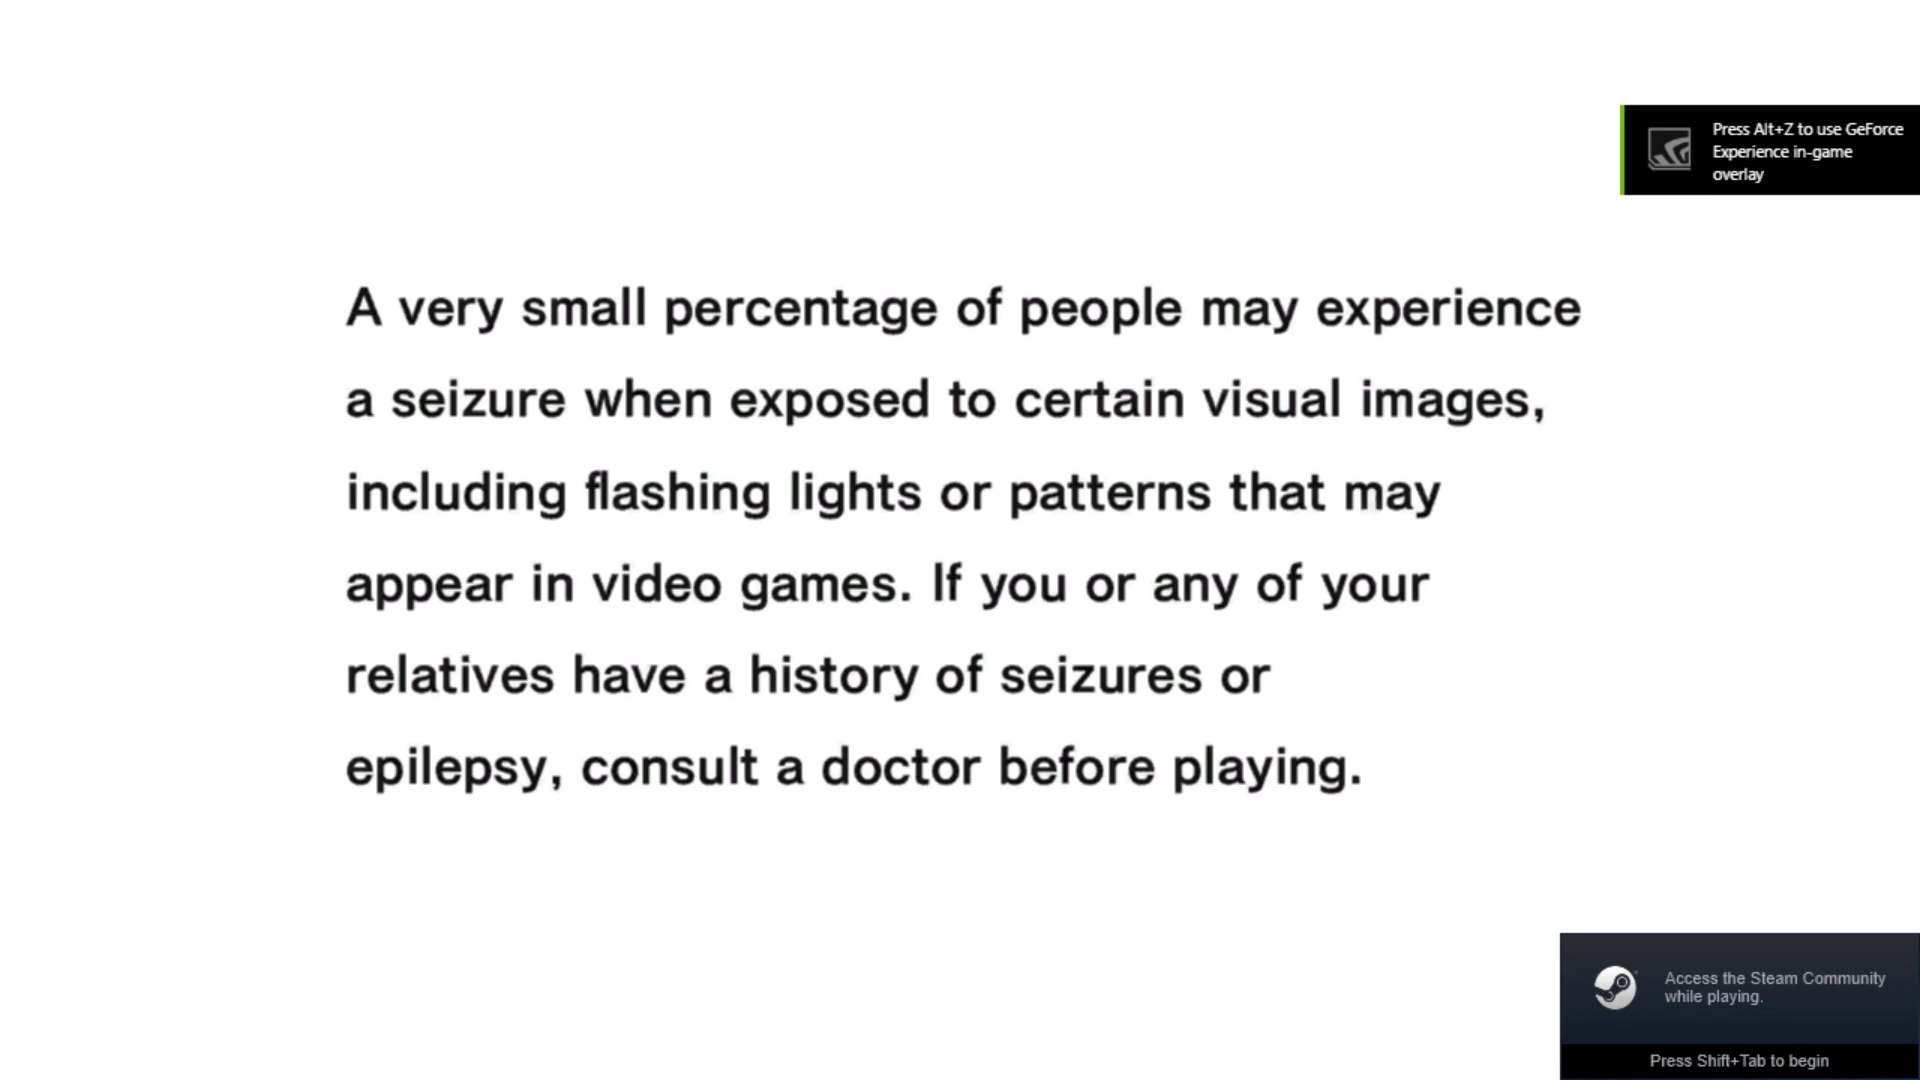 Press Alt+Z to use GeForce
Experience in-game
overlay
A very small percentage of people may experience
a seizure when exposed to certain visual images,
including flashing lights or patterns that may
appear in video games. If you or any of your
relatives have a history of seizures or
epilepsy, consult a doctor before playing.
Access the Steam Community
while playing.
Press Shift+Tab to begin